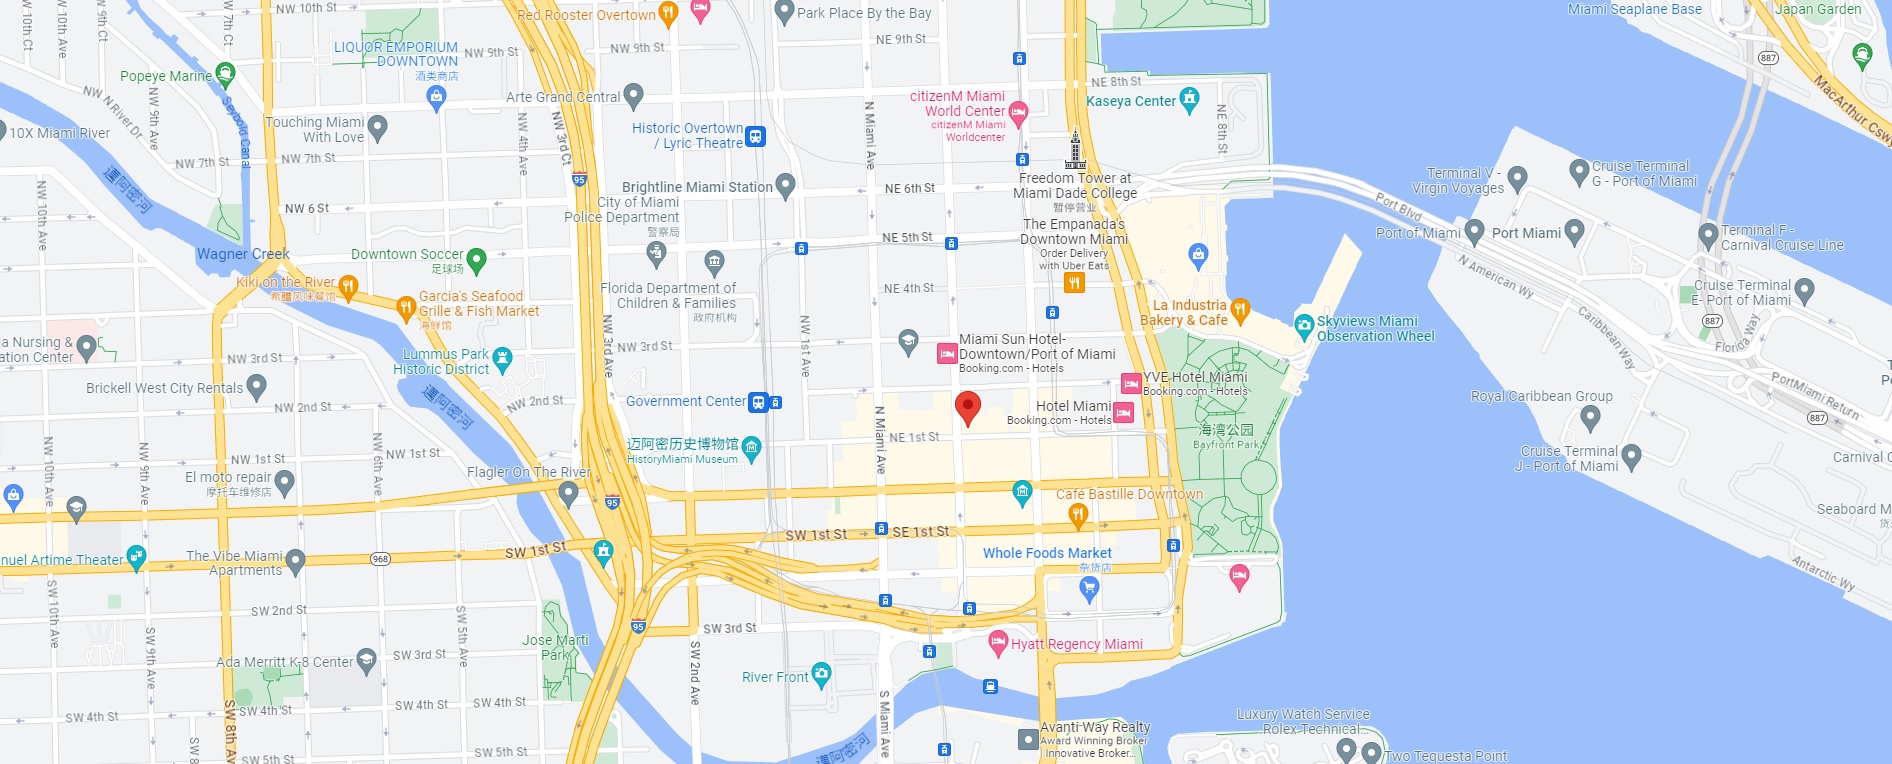 NW 10th St
Red Rooster Overtown
Park Place By the Bay
Miami Seaplane Base
Japan Garden
NW 10th Ct
10th Ave
9th Ct
NW 7th Ct
LIQUOR EMPORIUM
DOWNTOWN
酒类商店
NW 9th St
NW 9th St
NE 9th St
887
Popeye Marine
Seybold Canal
NW N River Dr
NW 9th Ave
Arte Grand Central
NE 8th St
Kaseya Center
MacArthur Cswy
citizenM Miami
World Center
citizenM Miami
Worldcenter
10X Miami River
Touching Miami
With Love
NW 4th Ave
NW 3rd Ct
Historic Overtown
/ Lyric Theatre
N Miami Ave
NE 8th St
NW 7th St
NW 7th St
迈阿密河
NW 10th Ave
95
Brightline Miami Station
City of Miami
Police Department
警察局
NE 6th St
Freedom Tower at
Miami Dade College
暂停营业
Terminal V -
Virgin Voyages
Cruise Terminal
G - Port of Miami
Port Blvd
NW 6 St
The Empanada's
Downtown Miami
Order Delivery
with Uber Eats
Port of Miami
Port Miami
Terminal F -
Carnival Cruise Line
NE 5th St
Wagner Creek
Downtown Soccer
足球场
N American Wy
Kiki on the River
希腊风味餐馆
Garcia's Seafood
Grille & Fish Market
海鲜馆
Florida Department of
Children & Families
政府机构
NE 4th St
La Industria
Bakery & Cafe
Cruise Terminal
E- Port of Miami
Caribbean Way
887
Florida Way
Skyviews Miami
Observation Wheel
a Nursing &
ation Center
Lummus Park
Historic District
NW 3rd St
NW 3rd Ave
NW 1st Ave
Miami Sun Hotel-
Downtown/Port of Miami
Booking.com - Hotels
Brickell West City Rentals
YVE Hotel Miami
Booking.com - Hotels
PortMiami Return
887
Royal Caribbean Group
迈阿密河
NW 2nd St
NW 2nd St
Government Center
Hotel Miami
Booking.com - Hotels
N Miami Ave
NE 1st St
海湾公园
Bayfront Park
迈阿密历史博物馆
HistoryMiami Museum
NW 10th Ave
NW 9th Ave
NW 6th Ave
NW 1st St
NW 1st St
Cruise Terminal
J - Port of Miami
Carnival C
El moto repair
摩托车维修店
Flagler On The River
95
Café Bastille Downtown
Seaboard M
SW 1st St
SW 1st St
SE 1st St
968
nuel Artime Theater
The Vibe Miami
Apartments
Whole Foods Market
杂货店
Antarctic Wy
SW 10th Ave
SW 2nd St
SW 9th Ave
SW 5th Ave
95
SW 3rd St
Jose Marti
Park
Hyatt Regency Miami
Ada Merritt K-8 Center
SW 3rd St
SW 2nd Ave
River Front
SW 8th Ave
SW 4th St
SW 4th St
SW 4th St
SW 4th St
S Miami Ave
Luxury Watch Service
Rolex Technical...
Avanti Way Realty
Award Winning Broker
Innovative Broker...
迈阿密河
SW 8
SW 5th St
SW 5th St
Two Tequesta Point